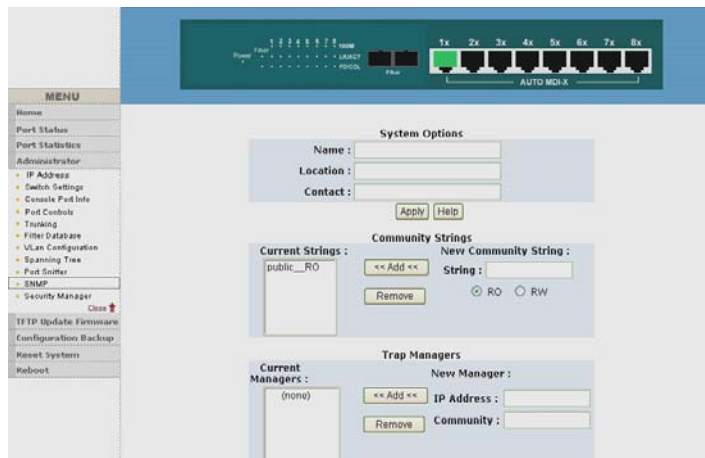 1 2 3 4 5 6 7 8
Fiber
100M
Power
LK/ACT
FD/COL
Fiber
1x 2x 3x 4x 5x 6x 7x 8x
AUTO MDI-X
MENU
Home
Port Status
Port Statistics
Administrator
IP Address
Switch Settings
Console Port Info
Port Controls
Trunking
Filter Database
VLan Configuration
Spanning Tree
Port Sniffer
SNMP
Security Manager
Close
TFTP Update Firmware
Configuration Backup
Reset System
Reboot
System Options
Name :
Location :
Contact :
Apply Help
Community Strings
Current Strings : New Community String :
public__RO << Add << String :
Remove RO RW
Trap Managers
Current Managers : New Manager :
(none) << Add << IP Address :
Remove Community :